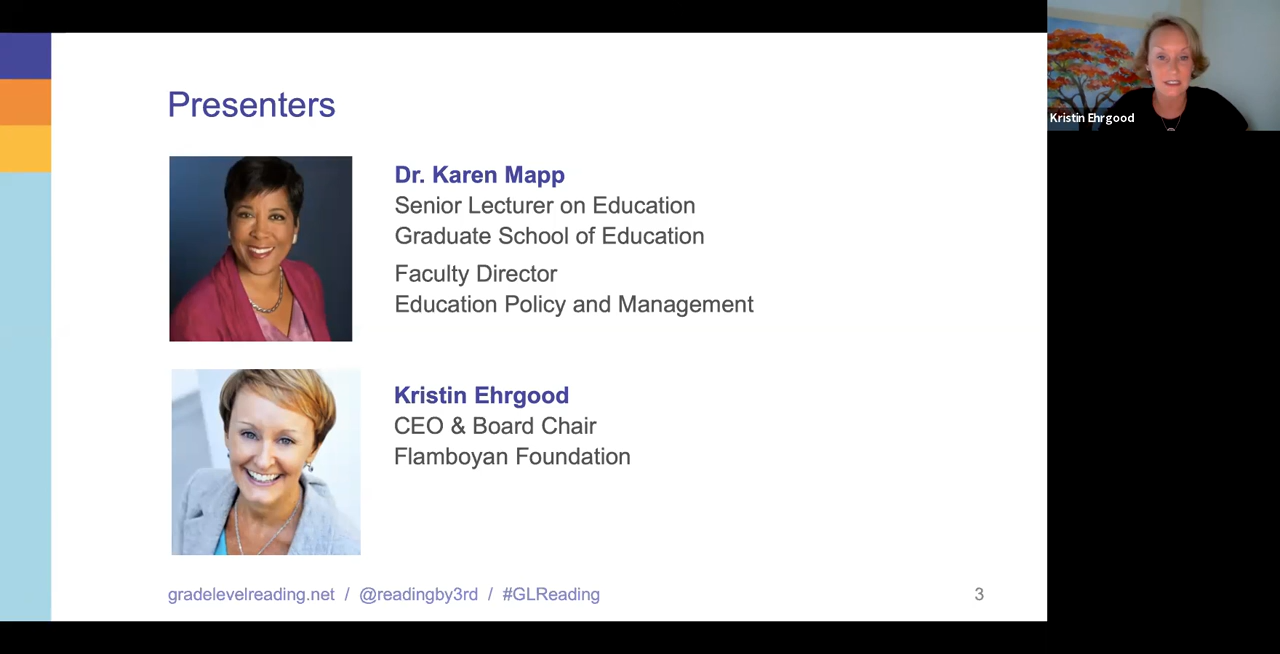 Presenters
Dr. Karen Mapp
Senior Lecturer on Education
Graduate School of Education
Faculty Director
Education Policy and Management
Kristin Ehrgood
CEO & Board Chair
Flamboyan Foundation
gradelevelreading.net / @readingby3rd / #GLReading
3
Kristin Ehrgood